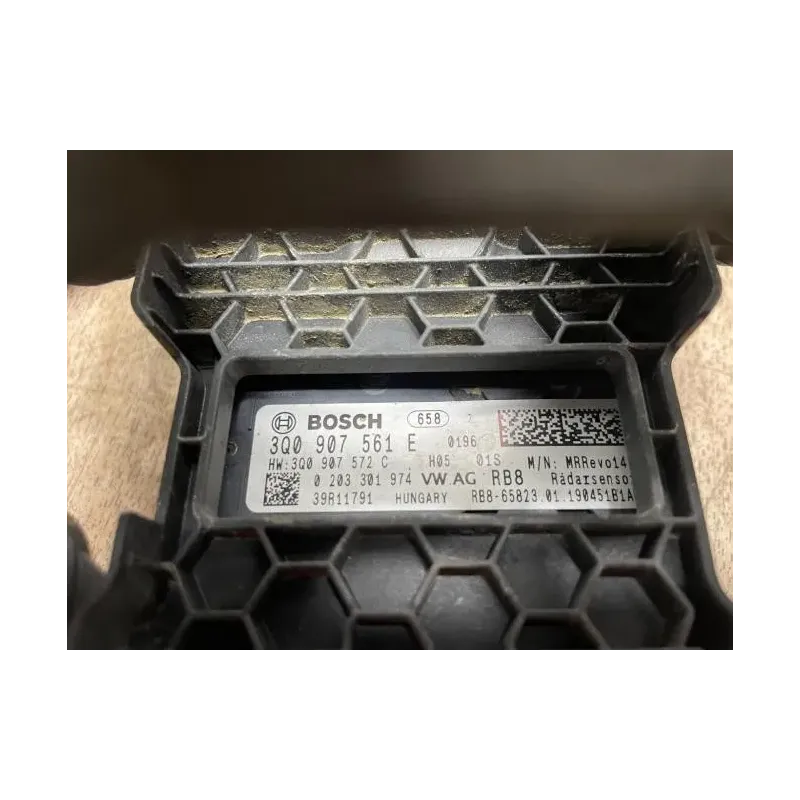 BOSCH 658 Z
3Q0 907 561 E 0196
HW:3Q0 907 572 C H05 01S M/N: MRRevo14
0 203 301 974 VW AG RB8 Radarsensor
39R11791 HUNGARY RB8-65823.01.190451B1A